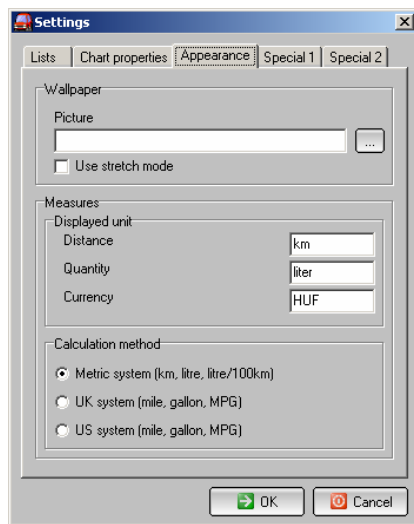 Settings
Lists Chart properties Appearance Special 1 Special 2
Wallpaper
Picture
...
Use stretch mode
Measures
Displayed unit
Distance km
Quantity liter
Currency HUF
Calculation method
Metric system (km, litre, litre/100km)
UK system (mile, gallon, MPG)
US system (mile, gallon, MPG)
OK Cancel